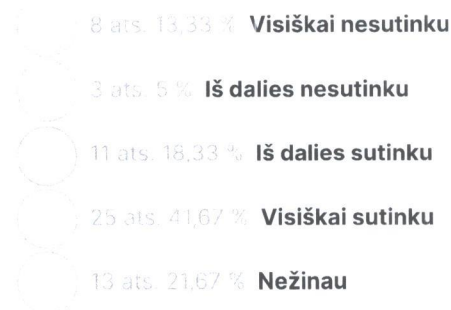 8 ats. 13,33 % Visiškai nesutinku
3 ats. 5 % Iš dalies nesutinku
11 ats. 18,33 % Iš dalies sutinku
25 ats. 41,67 % Visiškai sutinku
13 ats. 21,67 % Nežinau